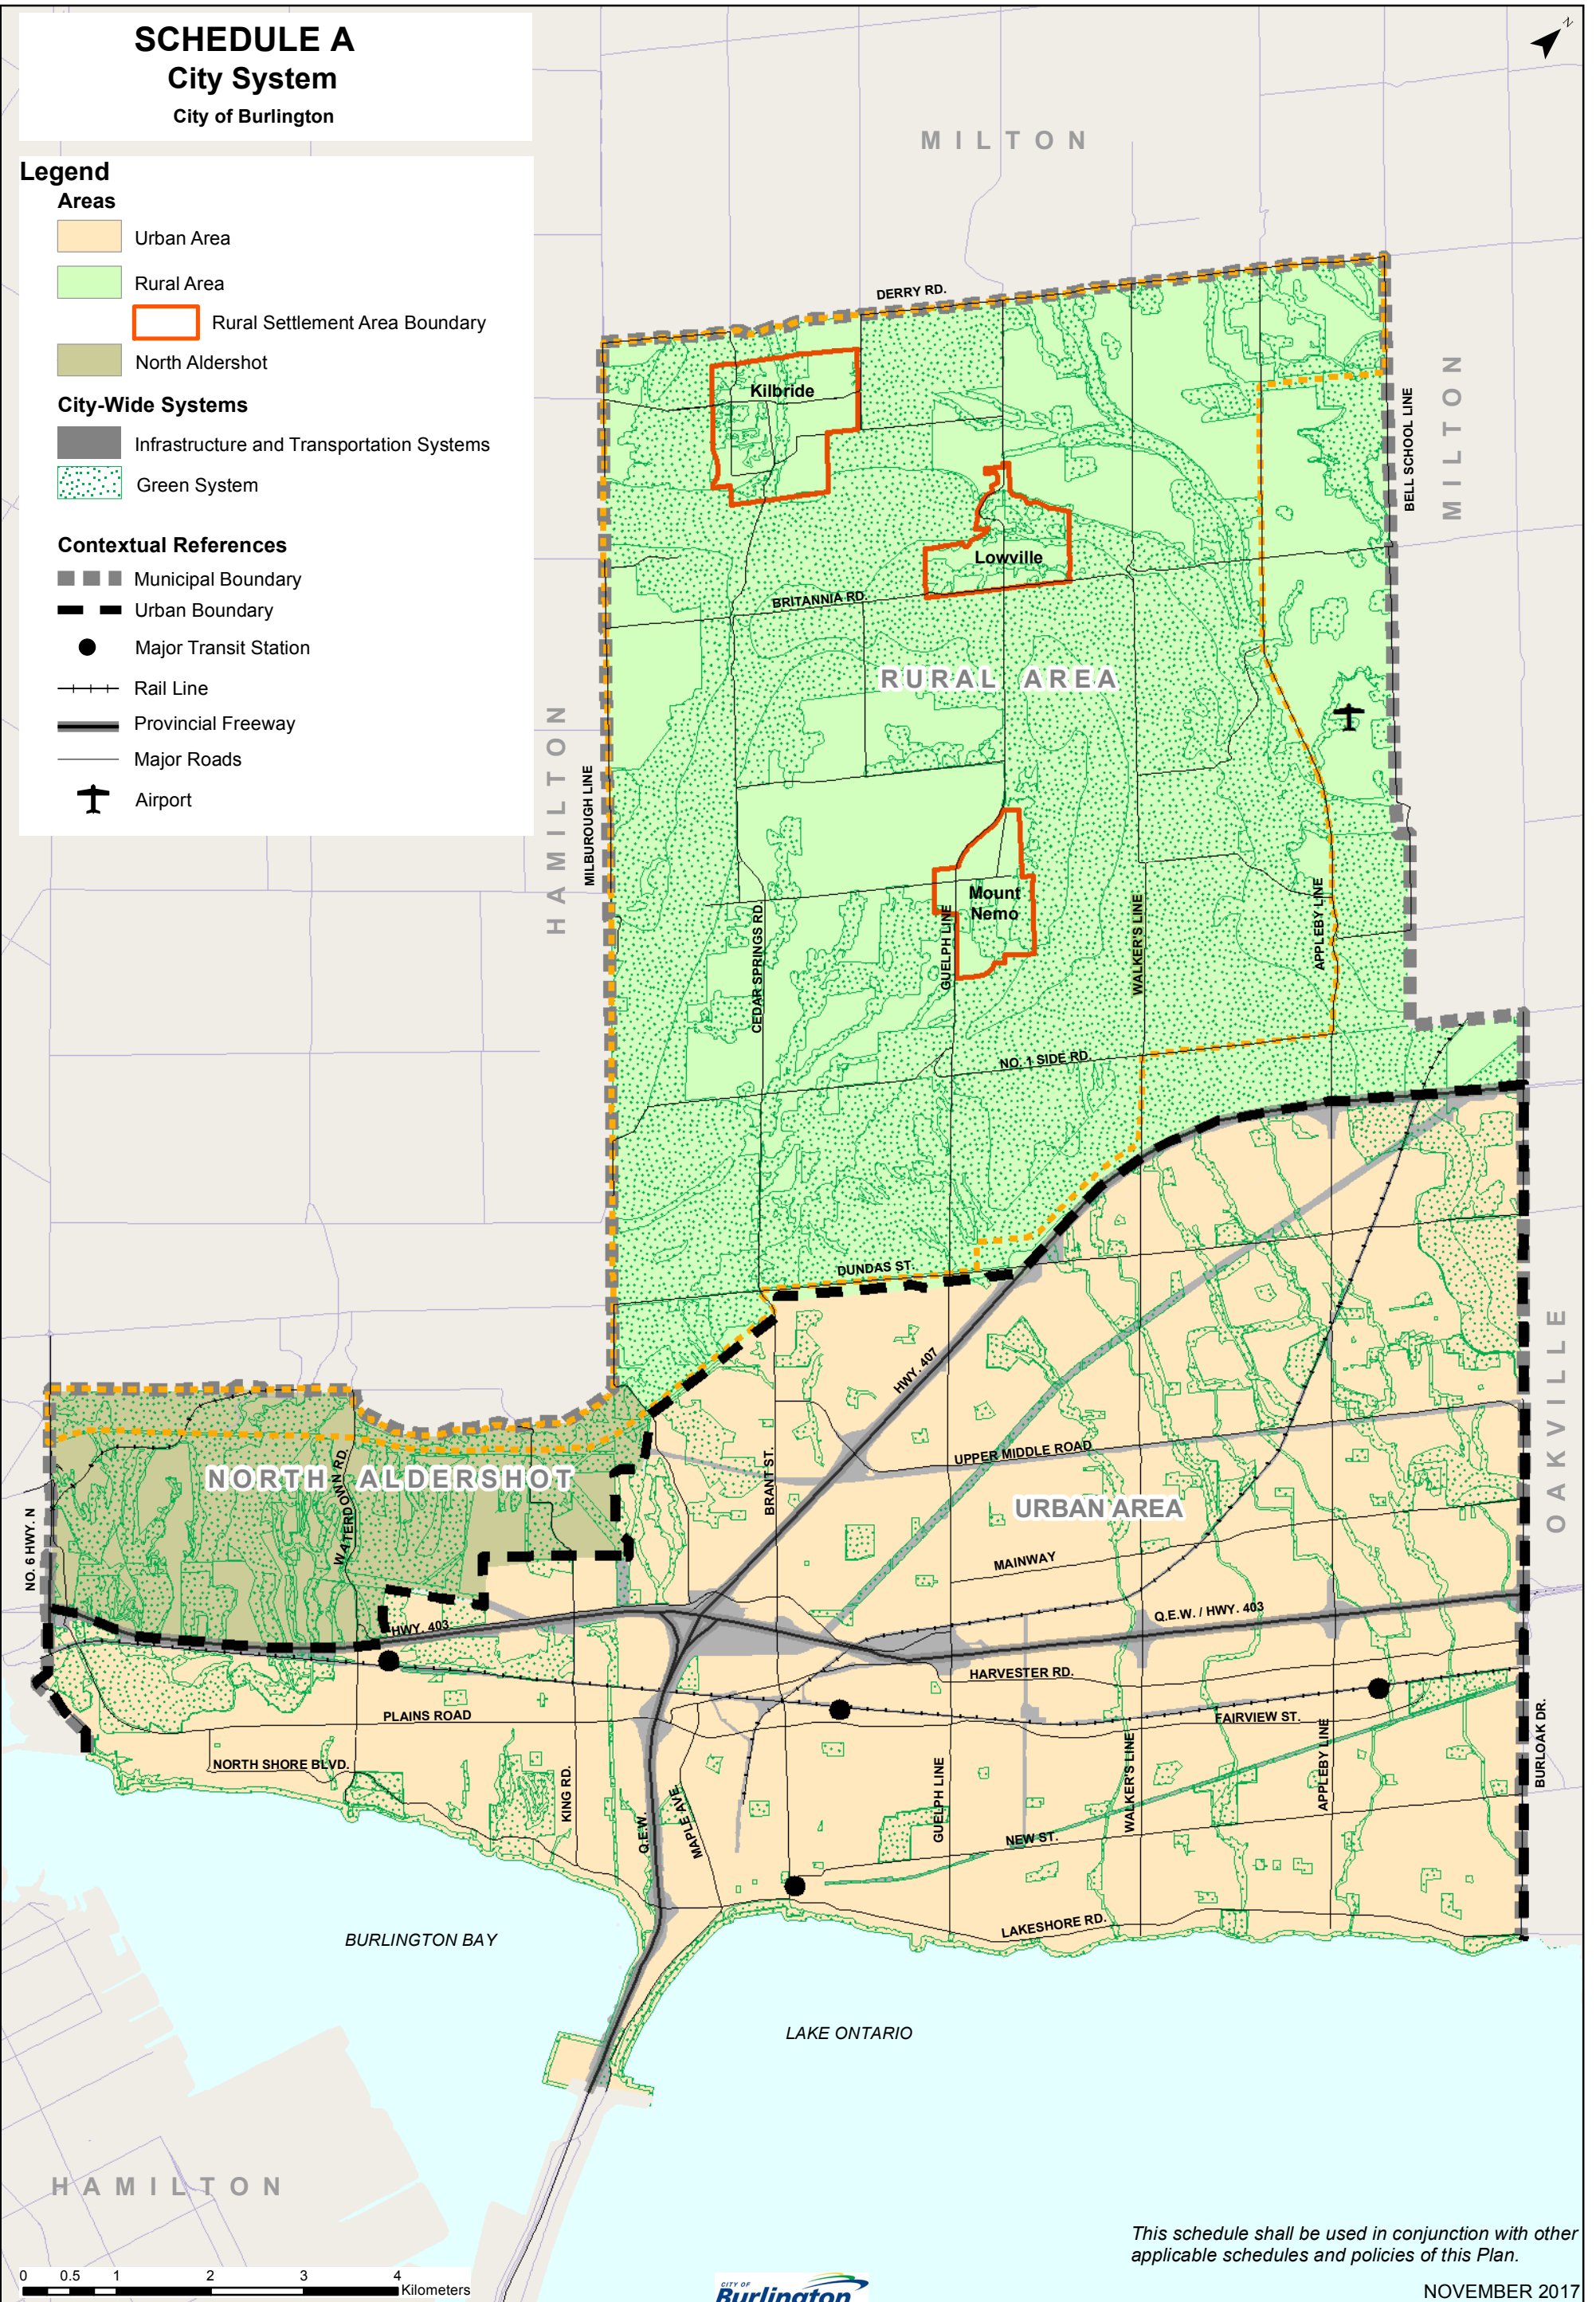 SCHEDULE A
City System
City of Burlington
Legend
Areas
Urban Area
Rural Area
Rural Settlement Area Boundary
North Aldershot
City-Wide Systems
Infrastructure and Transportation Systems
Green System
Contextual References
Municipal Boundary
Urban Boundary
Major Transit Station
Rail Line
Provincial Freeway
Major Roads
Airport
N
MILTON
DERRY RD.
Kilbride
MILTON
BELL SCHOOL LINE
Lowville
BRITANNIA RD.
RURAL AREA
HAMILTON
MILBOROUGH LINE
Mount
Nemo
CEDAR SPRINGS RD.
GUELPH LINE
WALKER'S LINE
APPLEBY LINE
NO. 1 SIDE RD.
DUNDAS ST.
HWY. 407
OAKVILLE
UPPER MIDDLE ROAD
BRANT ST.
NORTH ALDERSHOT
WATERDOWN RD.
NO. 6 HWY. N
URBAN AREA
MAINWAY
Q.E.W. / HWY. 403
HWY. 403
HARVESTER RD.
PLAINS ROAD
FAIRVIEW ST.
NORTH SHORE BLVD.
KING RD.
Q.E.W.
MAPLE AVE.
GUELPH LINE
WALKER'S LINE
APPLEBY LINE
BURLOAK DR.
NEW ST.
LAKESHORE RD.
BURLINGTON BAY
LAKE ONTARIO
HAMILTON
This schedule shall be used in conjunction with other
applicable schedules and policies of this Plan.
0 0.5 1 2 3 4
Kilometers
CITY OF
Burlington
NOVEMBER 2017